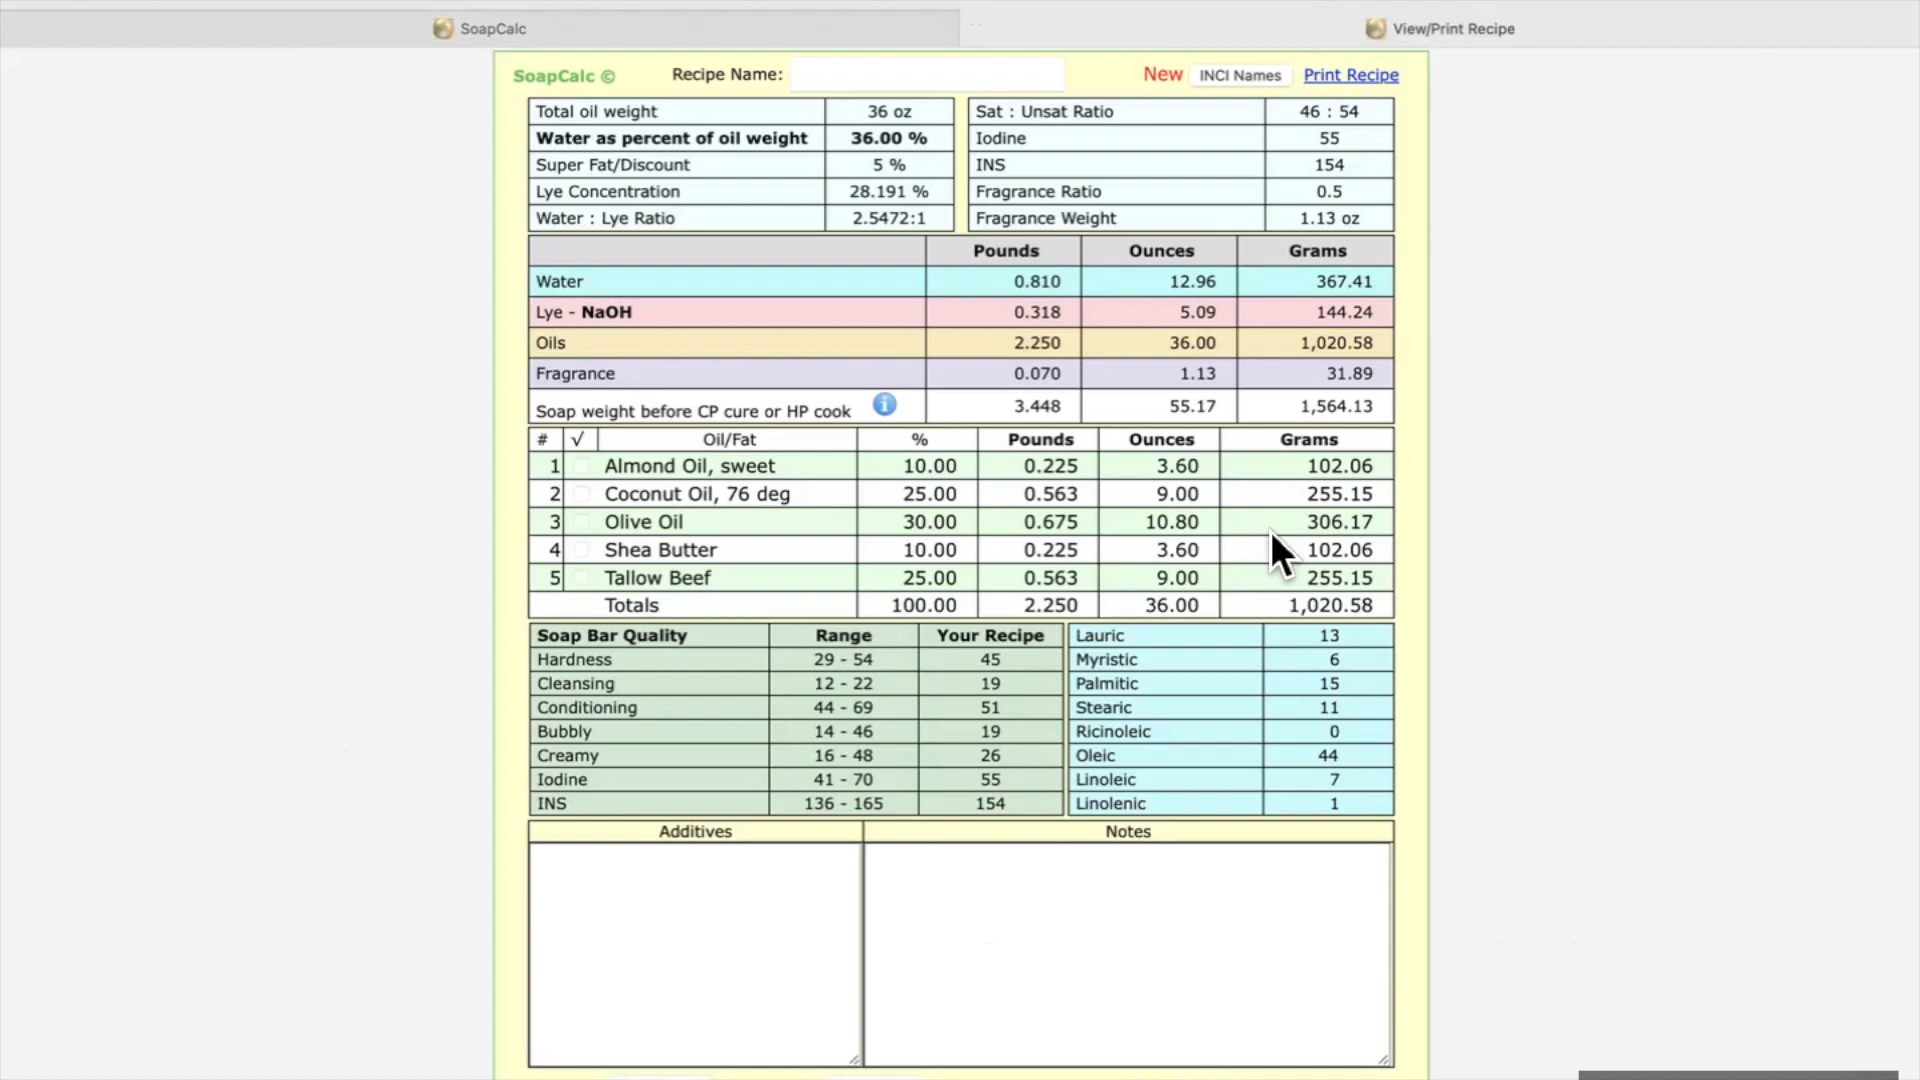 SoapCalc
View/Print Recipe
SoapCalc © Recipe Name: New INCI Names Print Recipe
Total oil weight 36 oz Sat : Unsat Ratio 46 : 54
Water as percent of oil weight 36.00 % Iodine 55
Super Fat/Discount 5 % INS 154
Lye Concentration 28.191 % Fragrance Ratio 0.5
Water : Lye Ratio 2.5472:1 Fragrance Weight 1.13 oz
Pounds Ounces Grams
Water 0.810 12.96 367.41
Lye - NaOH 0.318 5.09 144.24
Oils 2.250 36.00 1,020.58
Fragrance 0.070 1.13 31.89
Soap weight before CP cure or HP cook i 3.448 55.17 1,564.13
# √ Oil/Fat % Pounds Ounces Grams
1 Almond Oil, sweet 10.00 0.225 3.60 102.06
2 Coconut Oil, 76 deg 25.00 0.563 9.00 255.15
3 Olive Oil 30.00 0.675 10.80 306.17
4 Shea Butter 10.00 0.225 3.60 102.06
5 Tallow Beef 25.00 0.563 9.00 255.15
Totals 100.00 2.250 36.00 1,020.58
Soap Bar Quality Range Your Recipe Lauric 13
Hardness 29 - 54 45 Myristic 6
Cleansing 12 - 22 19 Palmitic 15
Conditioning 44 - 69 51 Stearic 11
Bubbly 14 - 46 19 Ricinoleic 0
Creamy 16 - 48 26 Oleic 44
Iodine 41 - 70 55 Linoleic 7
INS 136 - 165 154 Linolenic 1
Additives Notes